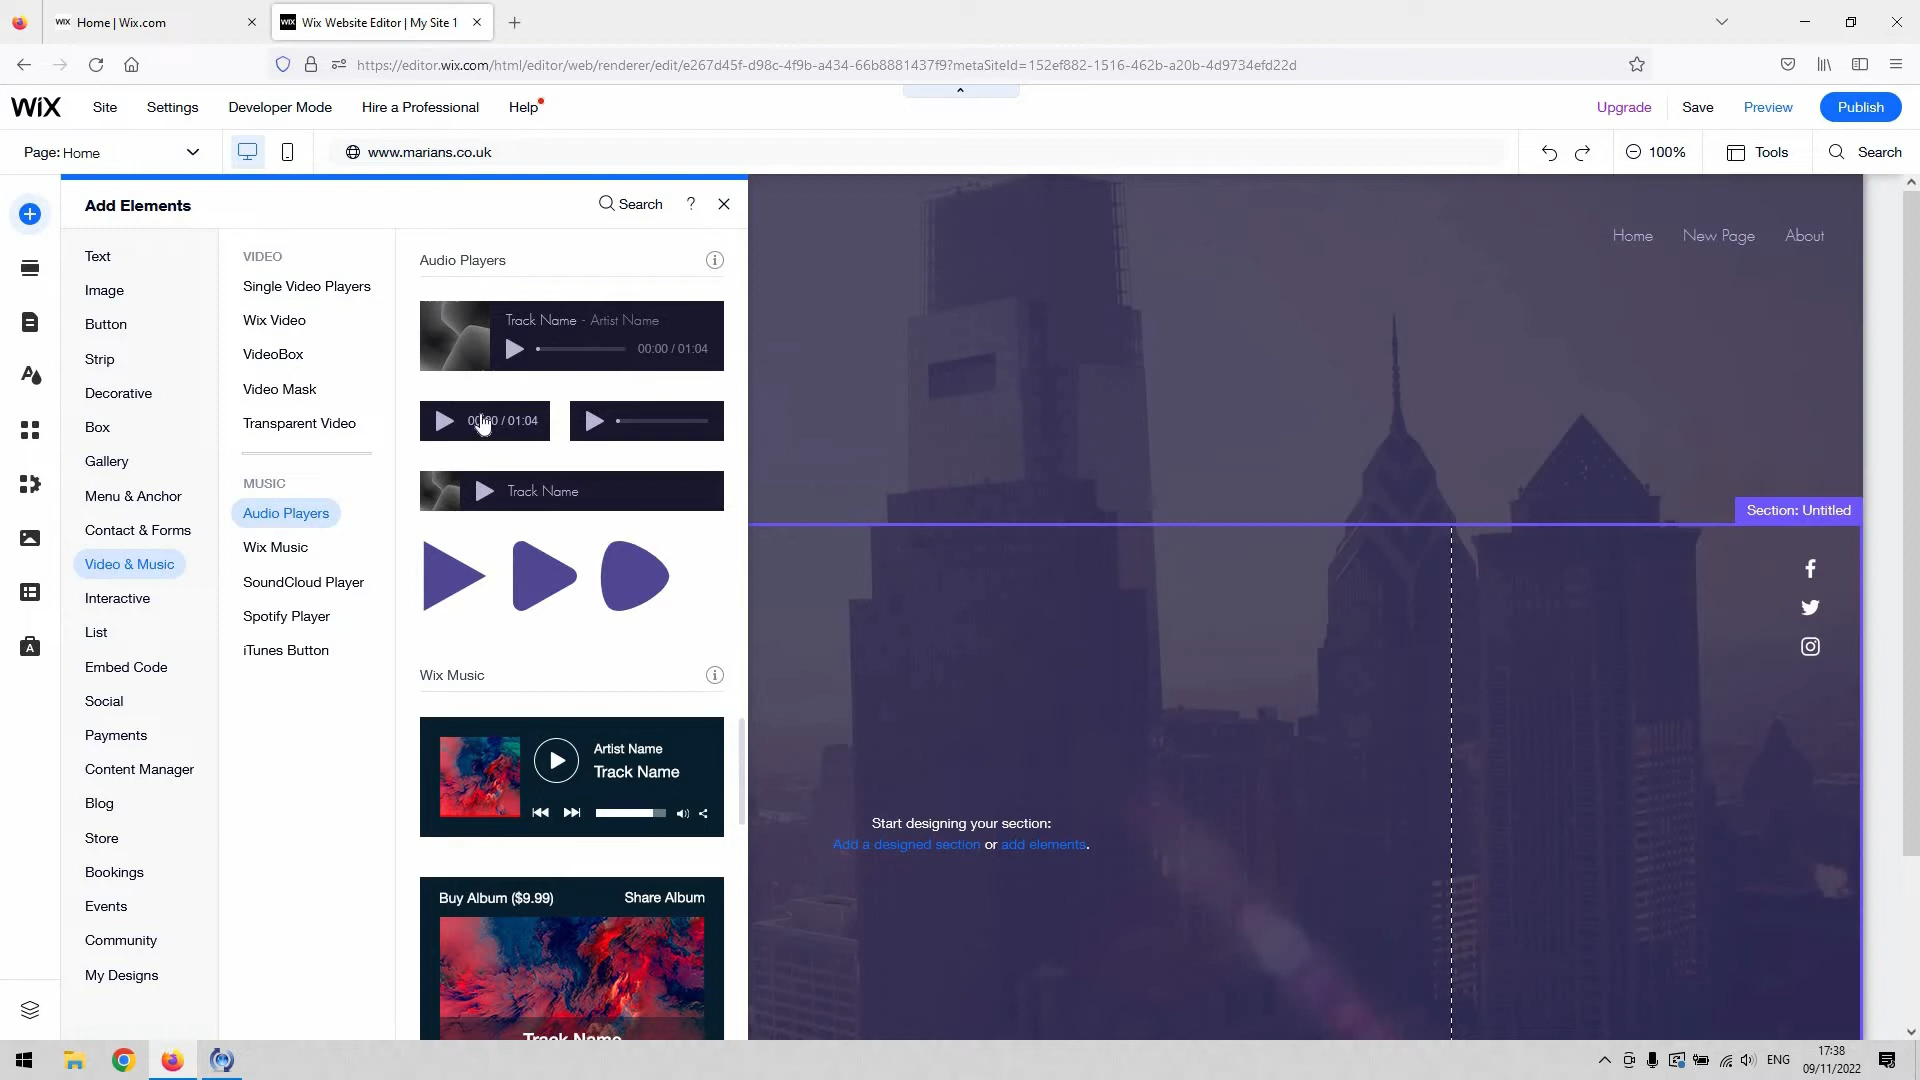 Home | Wix.com
WIX Wix Website Editor | My Site 1
https://editor.wix.com/html/editor/web/renderer/edit/e267d45f-d98c-4f9b-a434-66b8881437f9?metaSiteId=152ef882-1516-462b-a20b-4d9734efd22d
WIX Site Settings Developer Mode Hire a Professional Help Upgrade Save Preview Publish
Page: Home www.marians.co.uk 100% Tools Search
Add Elements Search ?
Text
Image
Button
Strip
Decorative
Box
Gallery
Menu & Anchor
Contact & Forms
Video & Music
Interactive
List
Embed Code
Social
Payments
Content Manager
Blog
Store
Bookings
Events
Community
My Designs
VIDEO
Single Video Players
Wix Video
VideoBox
Video Mask
Transparent Video
MUSIC
Audio Players
Wix Music
SoundCloud Player
Spotify Player
iTunes Button
Audio Players
Track Name - Artist Name
00:00 / 01:04
00:00 / 01:04
Track Name
Wix Music
Artist Name
Track Name
Buy Album ($9.99) Share Album
Track Name
Home New Page About
Section: Untitled
Start designing your section:
Add a designed section or add elements.
A
ENG
17:38
09/11/2022